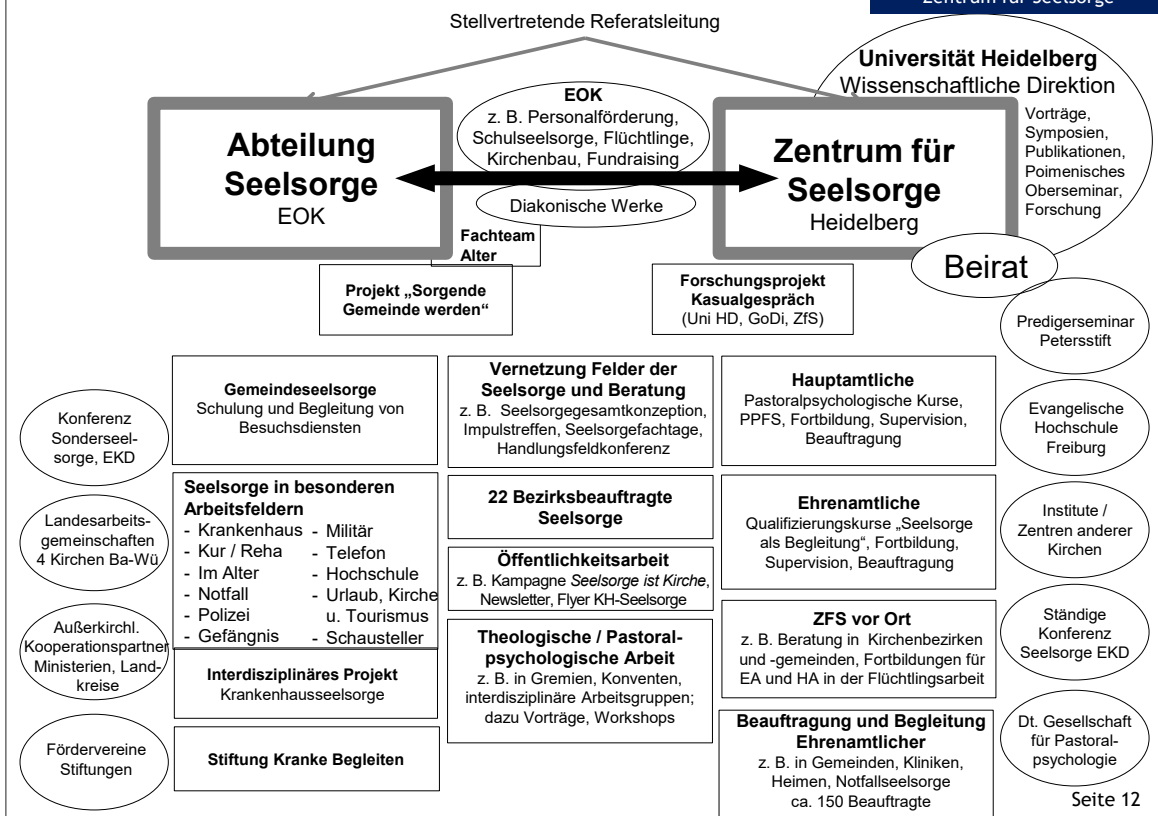 Zentrum für Seelsorge
Stellvertretende Referatsleitung
Universität Heidelberg
Wissenschaftliche Direktion
Vorträge,
Symposien,
Publikationen,
Poimenisches
Oberseminar,
Forschung
EOK
z. B. Personalförderung,
Schulseelsorge, Flüchtlinge,
Kirchenbau, Fundraising
Abteilung
Seelsorge
EOK
Zentrum für
Seelsorge
Heidelberg
Diakonische Werke
Fachteam
Alter
Beirat
Projekt „Sorgende
Gemeinde werden“
Forschungsprojekt
Kasualgespräch
(Uni HD, GoDi, ZfS)
Predigerseminar
Petersstift
Konferenz
Sonderseel-
sorge, EKD
Landesarbeits-
gemeinschaften
4 Kirchen Ba-Wü
Außerkirchl.
Kooperationspartner
Ministerien, Land-
kreise
Fördervereine
Stiftungen
Gemeindeseelsorge
Schulung und Begleitung von
Besuchsdiensten
Seelsorge in besonderen
Arbeitsfeldern
- Krankenhaus
- Kur / Reha
- Im Alter
- Notfall
- Polizei
- Gefängnis
- Militär
- Telefon
- Hochschule
- Urlaub, Kirche
u. Tourismus
- Schausteller
Interdisziplinäres Projekt
Krankenhausseelsorge
Stiftung Kranke Begleiten
Vernetzung Felder der
Seelsorge und Beratung
z. B. Seelsorgegesamtkonzeption,
Impulstreffen, Seelsorgefachtage,
Handlungsfeldkonferenz
22 Bezirksbeauftragte
Seelsorge
Öffentlichkeitsarbeit
z. B. Kampagne Seelsorge ist Kirche,
Newsletter, Flyer KH-Seelsorge
Theologische / Pastoral-
psychologische Arbeit
z. B. in Gremien, Konventen,
interdisziplinäre Arbeitsgruppen;
dazu Vorträge, Workshops
Hauptamtliche
Pastoralpsychologische Kurse,
PPFS, Fortbildung, Supervision,
Beauftragung
Ehrenamtliche
Qualifizierungskurse „Seelsorge
als Begleitung“, Fortbildung,
Supervision, Beauftragung
ZFS vor Ort
z. B. Beratung in Kirchenbezirken
und -gemeinden, Fortbildungen für
EA und HA in der Flüchtlingsarbeit
Beauftragung und Begleitung
Ehrenamtlicher
z. B. in Gemeinden, Kliniken,
Heimen, Notfallseelsorge
ca. 150 Beauftragte
Evangelische
Hochschule
Freiburg
Institute /
Zentren anderer
Kirchen
Ständige
Konferenz
Seelsorge EKD
Dt. Gesellschaft
für Pastoral-
psychologie
Seite 12